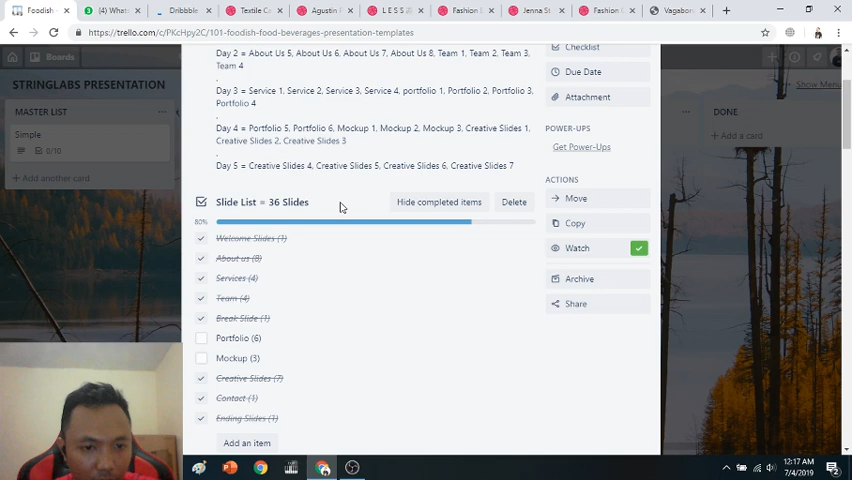 Foodish
(4) Whats
Dribbble
Textile C
Agustin
L E S S
Fashion
Jenna St
Fashion
Vagabon
https://trello.com/c/PKcHpy2C/101-foodish-food-beverages-presentation-templates
Boards
STRINGLABS PRESENTATION
Show Menu
MASTER LIST
Simple
0/10
Add another card
Day 2 = About Us 5, About Us 6, About Us 7, About Us 8, Team 1, Team 2, Team 3,
Team 4
.
Day 3 = Service 1, Service 2, Service 3, Service 4, portfolio 1, Portfolio 2, Portfolio 3,
Portfolio 4
.
Day 4 = Portfolio 5, Portfolio 6, Mockup 1, Mockup 2, Mockup 3, Creative Slides 1,
Creative Slides 2, Creative Slides 3
.
Day 5 = Creative Slides 4, Creative Slides 5, Creative Slides 6, Creative Slides 7
Slide List = 36 Slides
Hide completed items
Delete
80%
Welcome Slides (1)
About us (8)
Services (4)
Team (4)
Break Slide (1)
Portfolio (6)
Mockup (3)
Creative Slides (7)
Contact (1)
Ending Slides (1)
Add an item
Checklist
Due Date
Attachment
POWER-UPS
Get Power-Ups
ACTIONS
Move
Copy
Watch
Archive
Share
DONE
Add a card
12:17 AM
7/4/2019
2